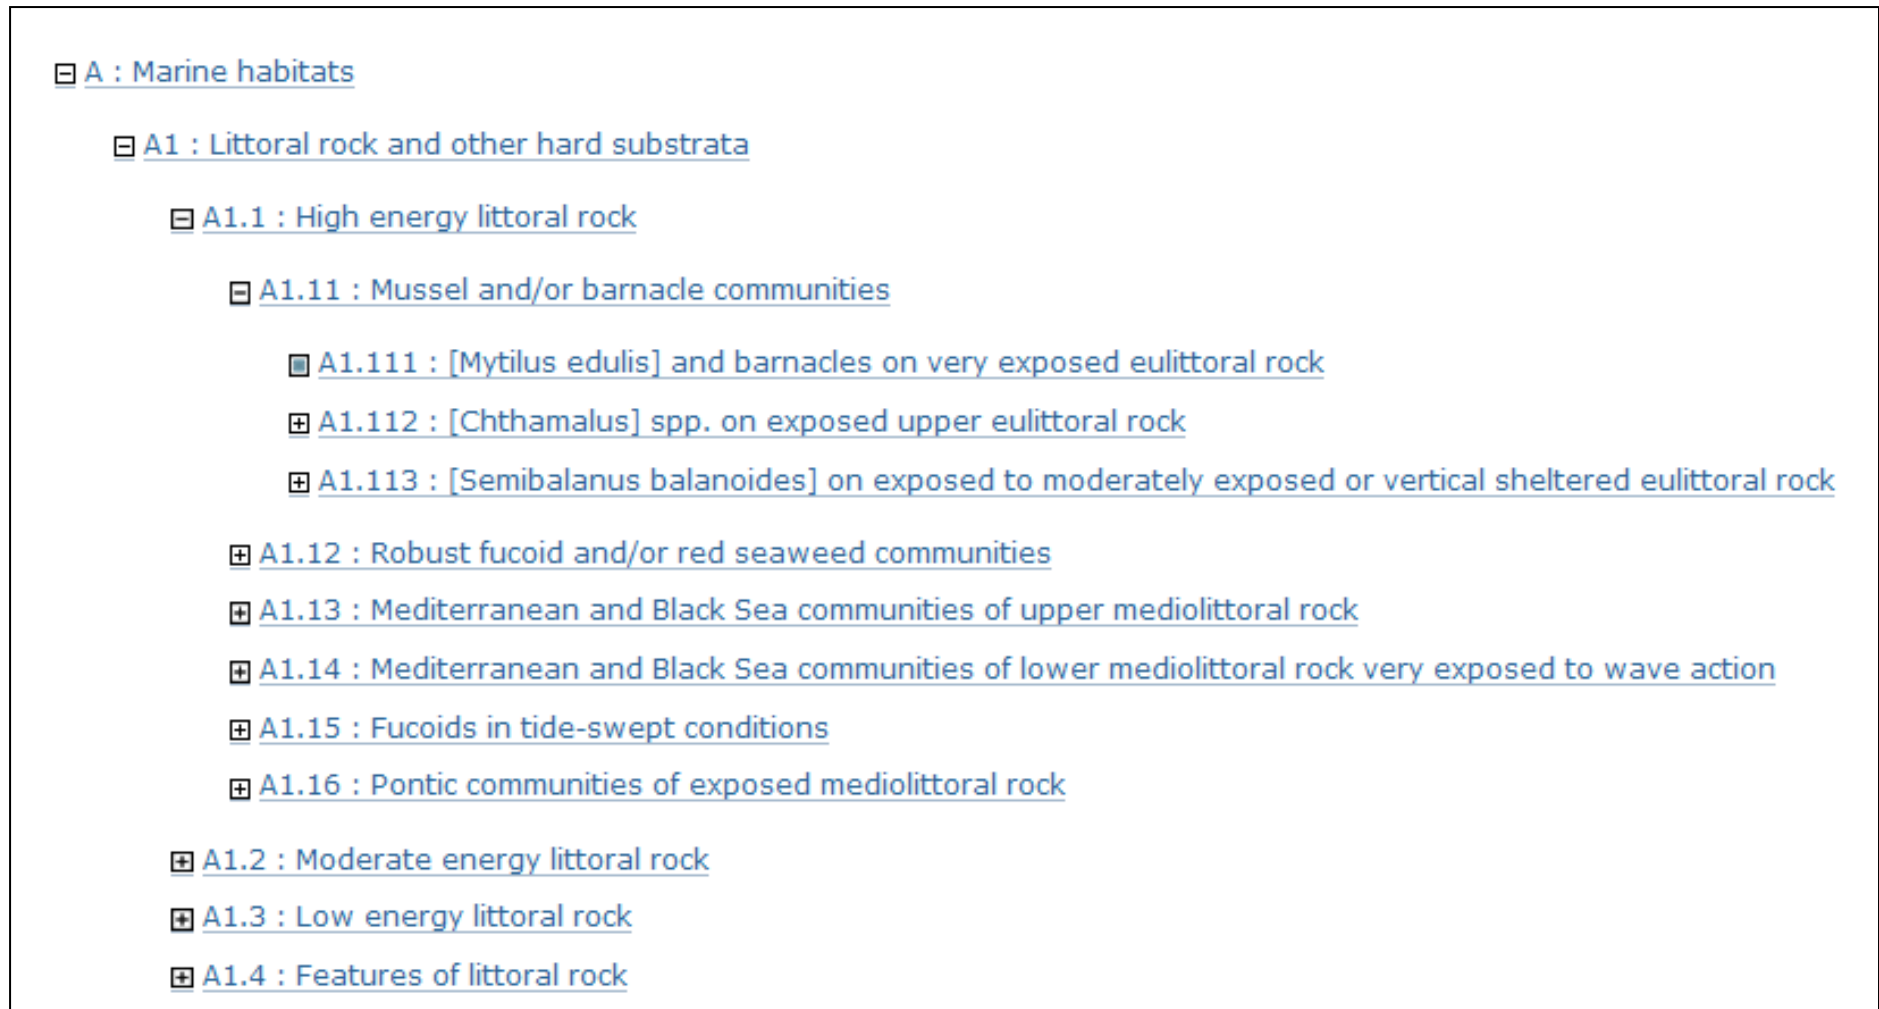 A : Marine habitats
A1 : Littoral rock and other hard substrata
A1.1 : High energy littoral rock
A1.11 : Mussel and/or barnacle communities
A1.111 : [Mytilus edulis] and barnacles on very exposed eulittoral rock
A1.112 : [Chthamalus] spp. on exposed upper eulittoral rock
A1.113 : [Semibalanus balanoides] on exposed to moderately exposed or vertical sheltered eulittoral rock
A1.12 : Robust fucoid and/or red seaweed communities
A1.13 : Mediterranean and Black Sea communities of upper mediolittoral rock
A1.14 : Mediterranean and Black Sea communities of lower mediolittoral rock very exposed to wave action
A1.15 : Fucoids in tide-swept conditions
A1.16 : Pontic communities of exposed mediolittoral rock
A1.2 : Moderate energy littoral rock
A1.3 : Low energy littoral rock
A1.4 : Features of littoral rock